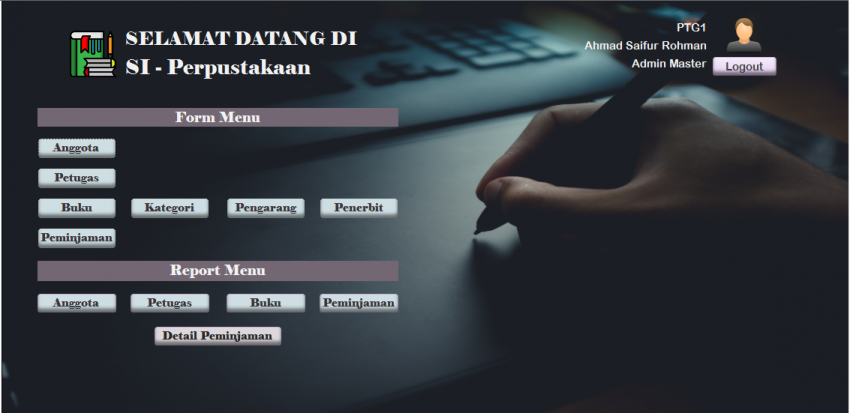 SELAMAT DATANG DI
SI - Perpustakaan
PTG1
Ahmad Saifur Rohman
Admin Master
Logout
Form Menu
Anggota
Petugas
Buku Kategori Pengarang Penerbit
Peminjaman
Report Menu
Anggota Petugas Buku Peminjaman
Detail Peminjaman